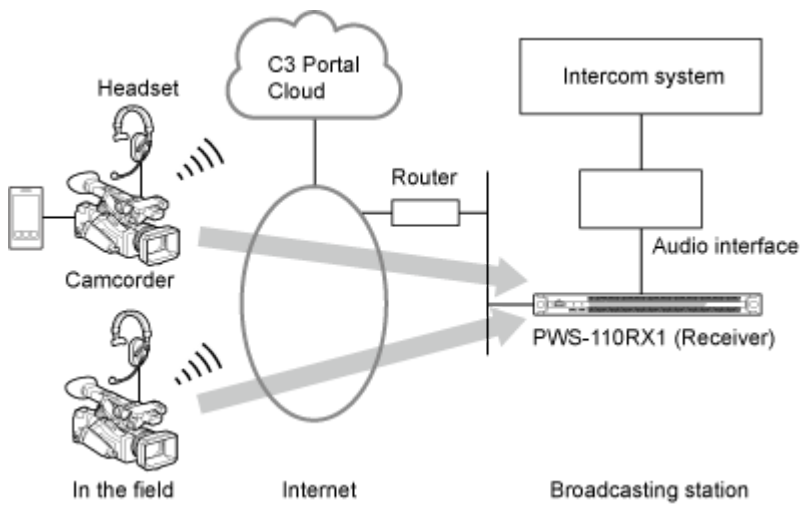 C3 Portal
Cloud
Intercom system
Headset
Router
Audio interface
Camcorder
PWS-110RX1 (Receiver)
In the field
Internet
Broadcasting station